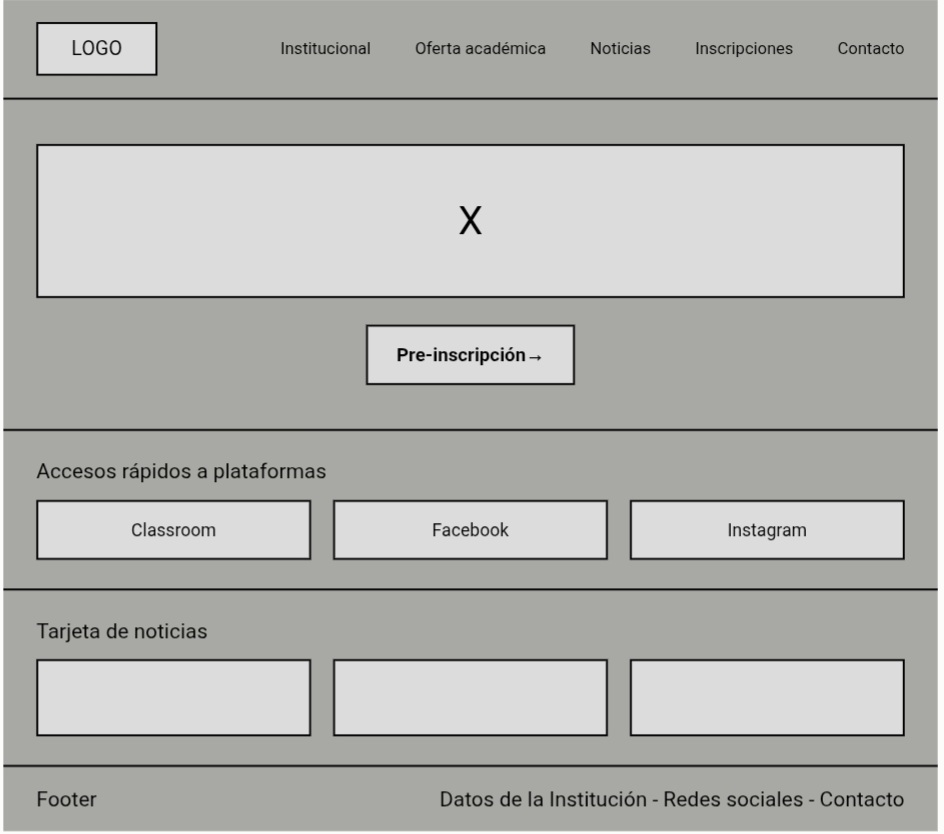 LOGO
Institucional Oferta académica Noticias Inscripciones Contacto
X
Pre-inscripción→
Accesos rápidos a plataformas
Classroom Facebook Instagram
Tarjeta de noticias
Footer Datos de la Institución - Redes sociales - Contacto